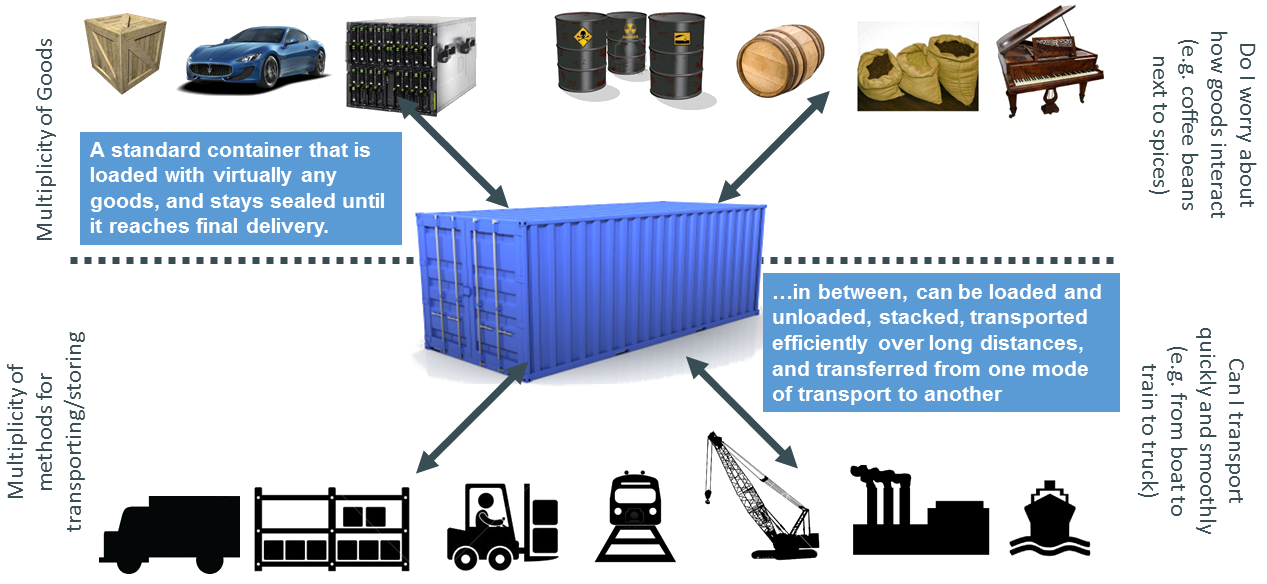 Multiplicity of Goods
Do I worry about
how goods interact
(e.g. coffee beans
next to spices)
A standard container that is
loaded with virtually any
goods, and stays sealed until
it reaches final delivery.
…in between, can be loaded and
unloaded, stacked, transported
efficiently over long distances,
and transferred from one mode
of transport to another
Multiplicity of
methods for
transporting/storing
Can I transport
quickly and smoothly
(e.g. from boat to
train to truck)